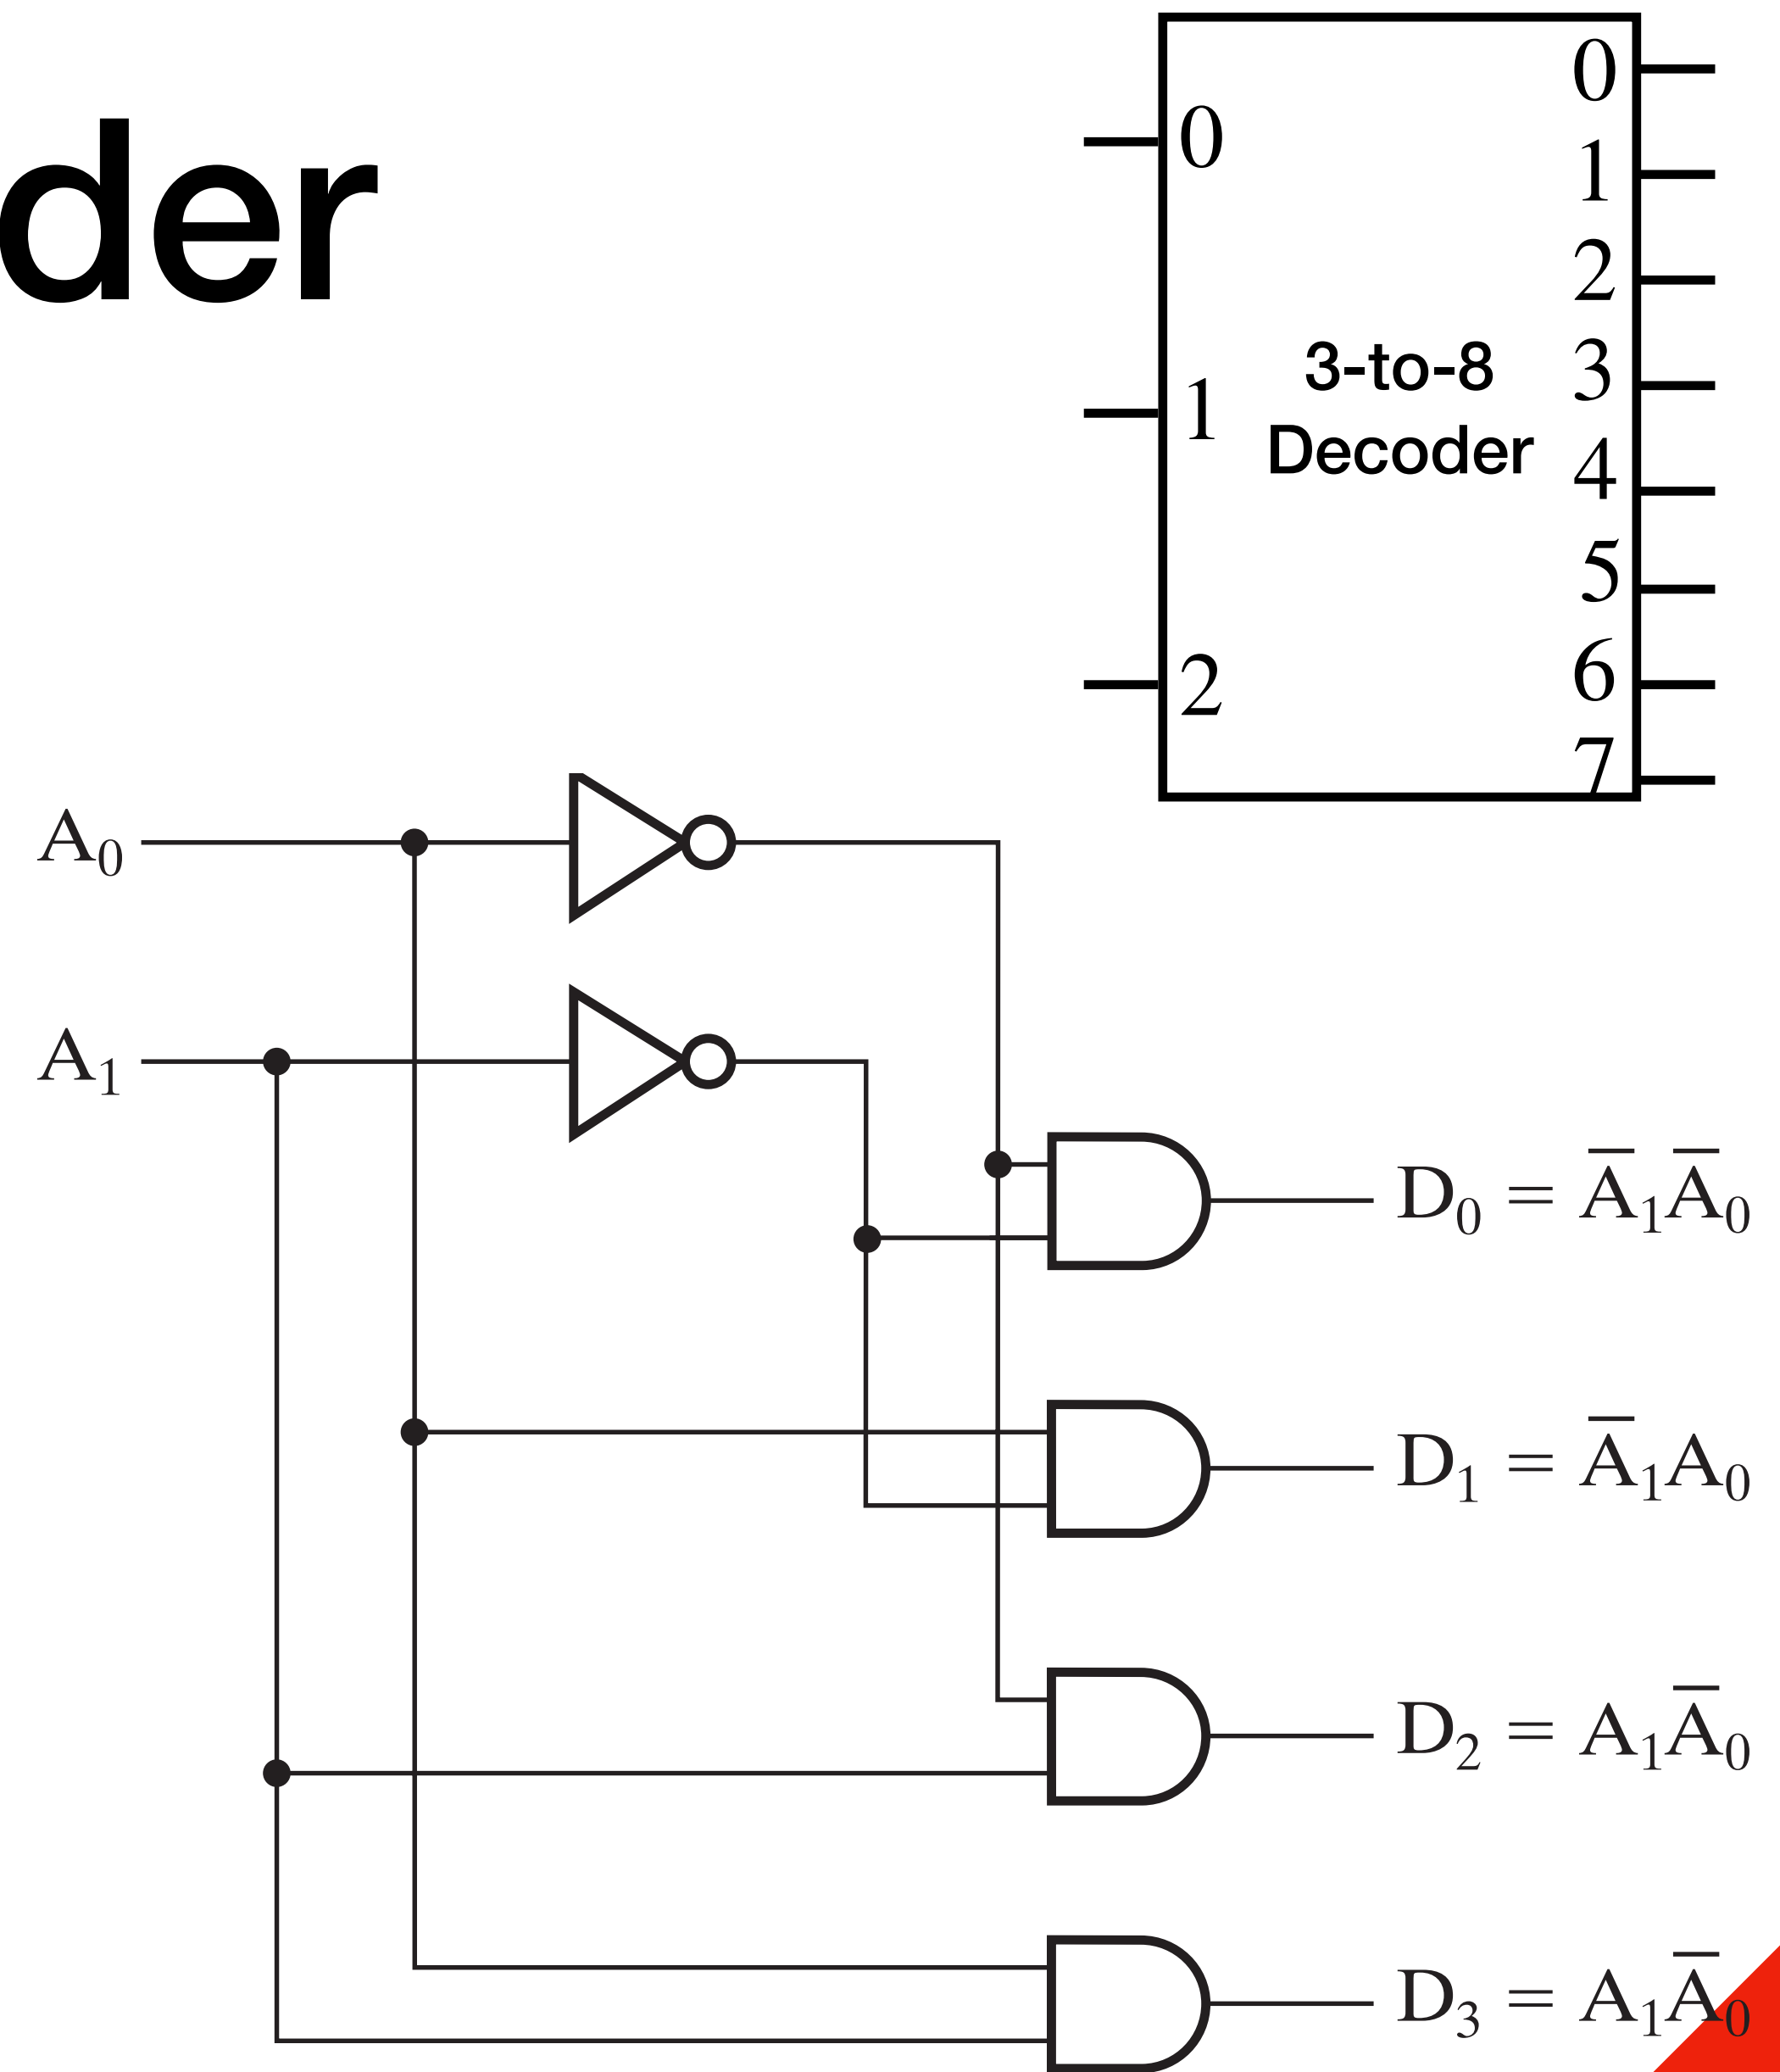 der
0
1
2
3-to-8
Decoder
0
1
2
3
4
5
6
7
A₀
A₁
D₀ = A̅₁A̅₀
D₁ = A̅₁A₀
D₂ = A₁A̅₀
D₃ = A₁A̅₀